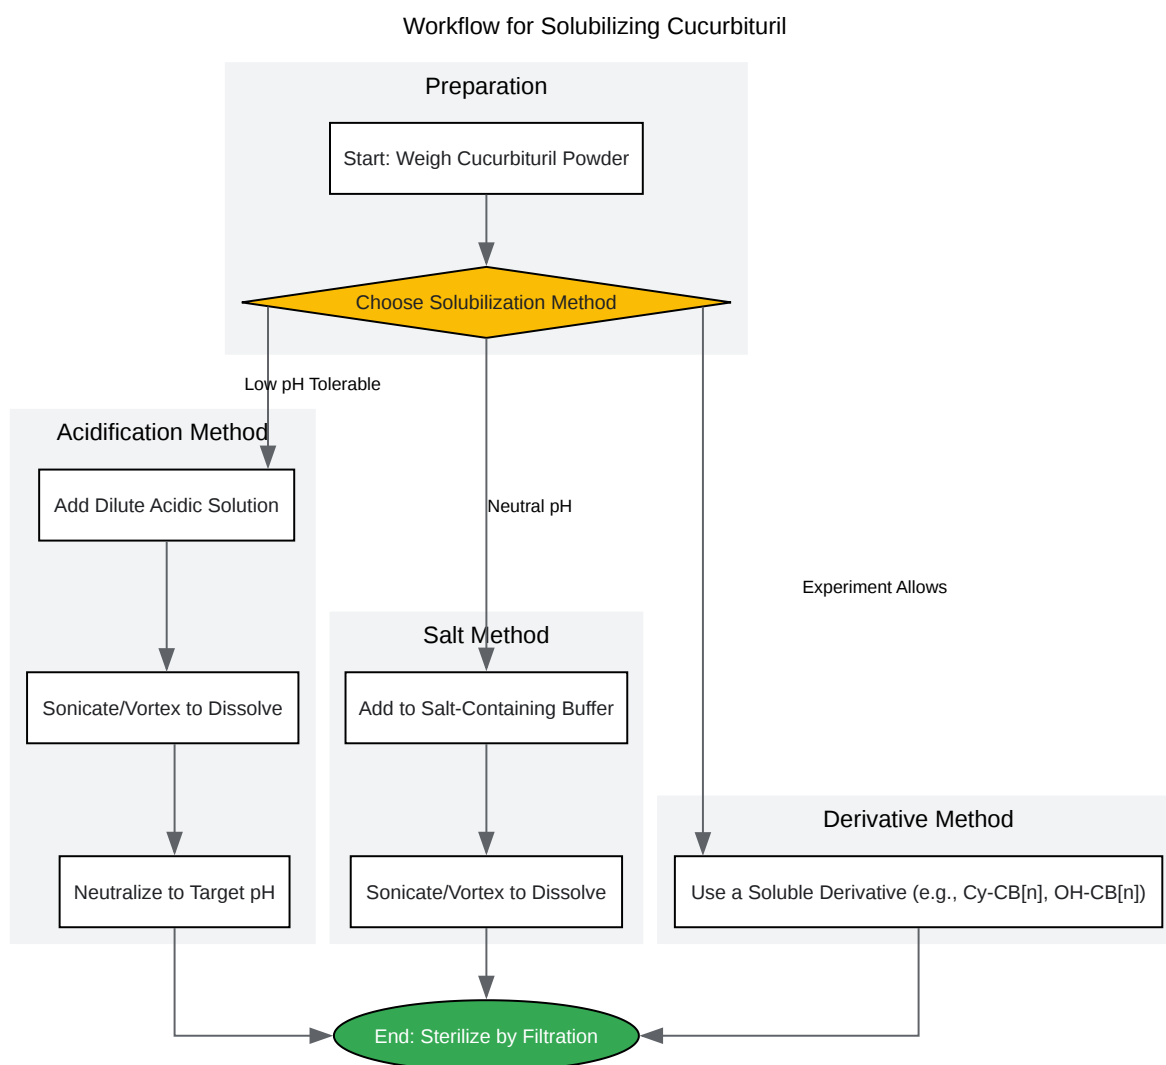 Workflow for Solubilizing Cucurbituril
Preparation
Start: Weigh Cucurbituril Powder
Choose Solubilization Method
Low pH Tolerable
Acidification Method
Add Dilute Acidic Solution
Neutral pH
Experiment Allows
Salt Method
Sonicate/Vortex to Dissolve
Add to Salt-Containing Buffer
Derivative Method
Neutralize to Target pH
Sonicate/Vortex to Dissolve
Use a Soluble Derivative (e.g., Cy-CB[n], OH-CB[n])
End: Sterilize by Filtration